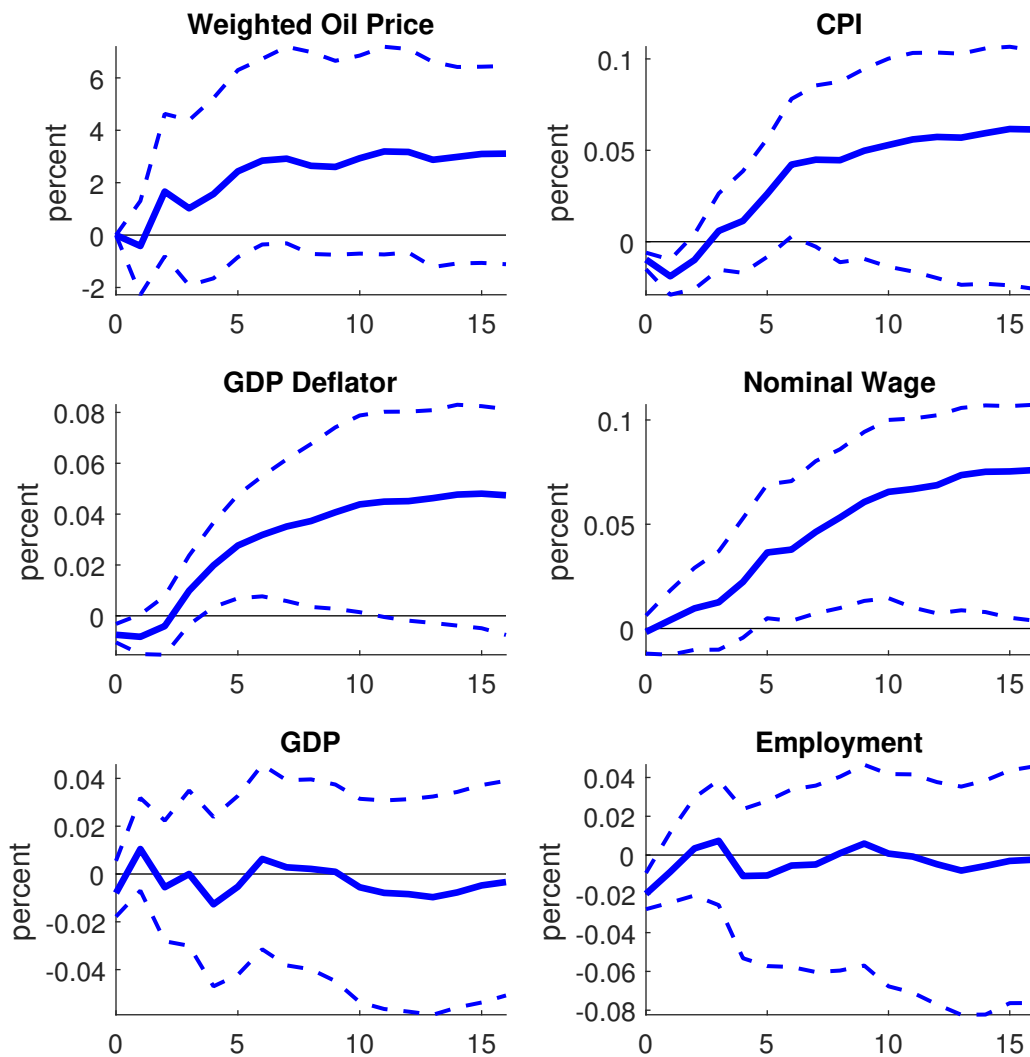 Weighted Oil Price
percent
6
4
2
0
-2
0 5 10 15
CPI
0.1
0.05
0
0 5 10 15
GDP Deflator
percent
0.08
0.06
0.04
0.02
0
0 5 10 15
Nominal Wage
percent
0.1
0.05
0
0 5 10 15
GDP
percent
0.04
0.02
0
-0.02
-0.04
0 5 10 15
Employment
percent
0.04
0.02
0
-0.02
-0.04
-0.06
-0.08
0 5 10 15